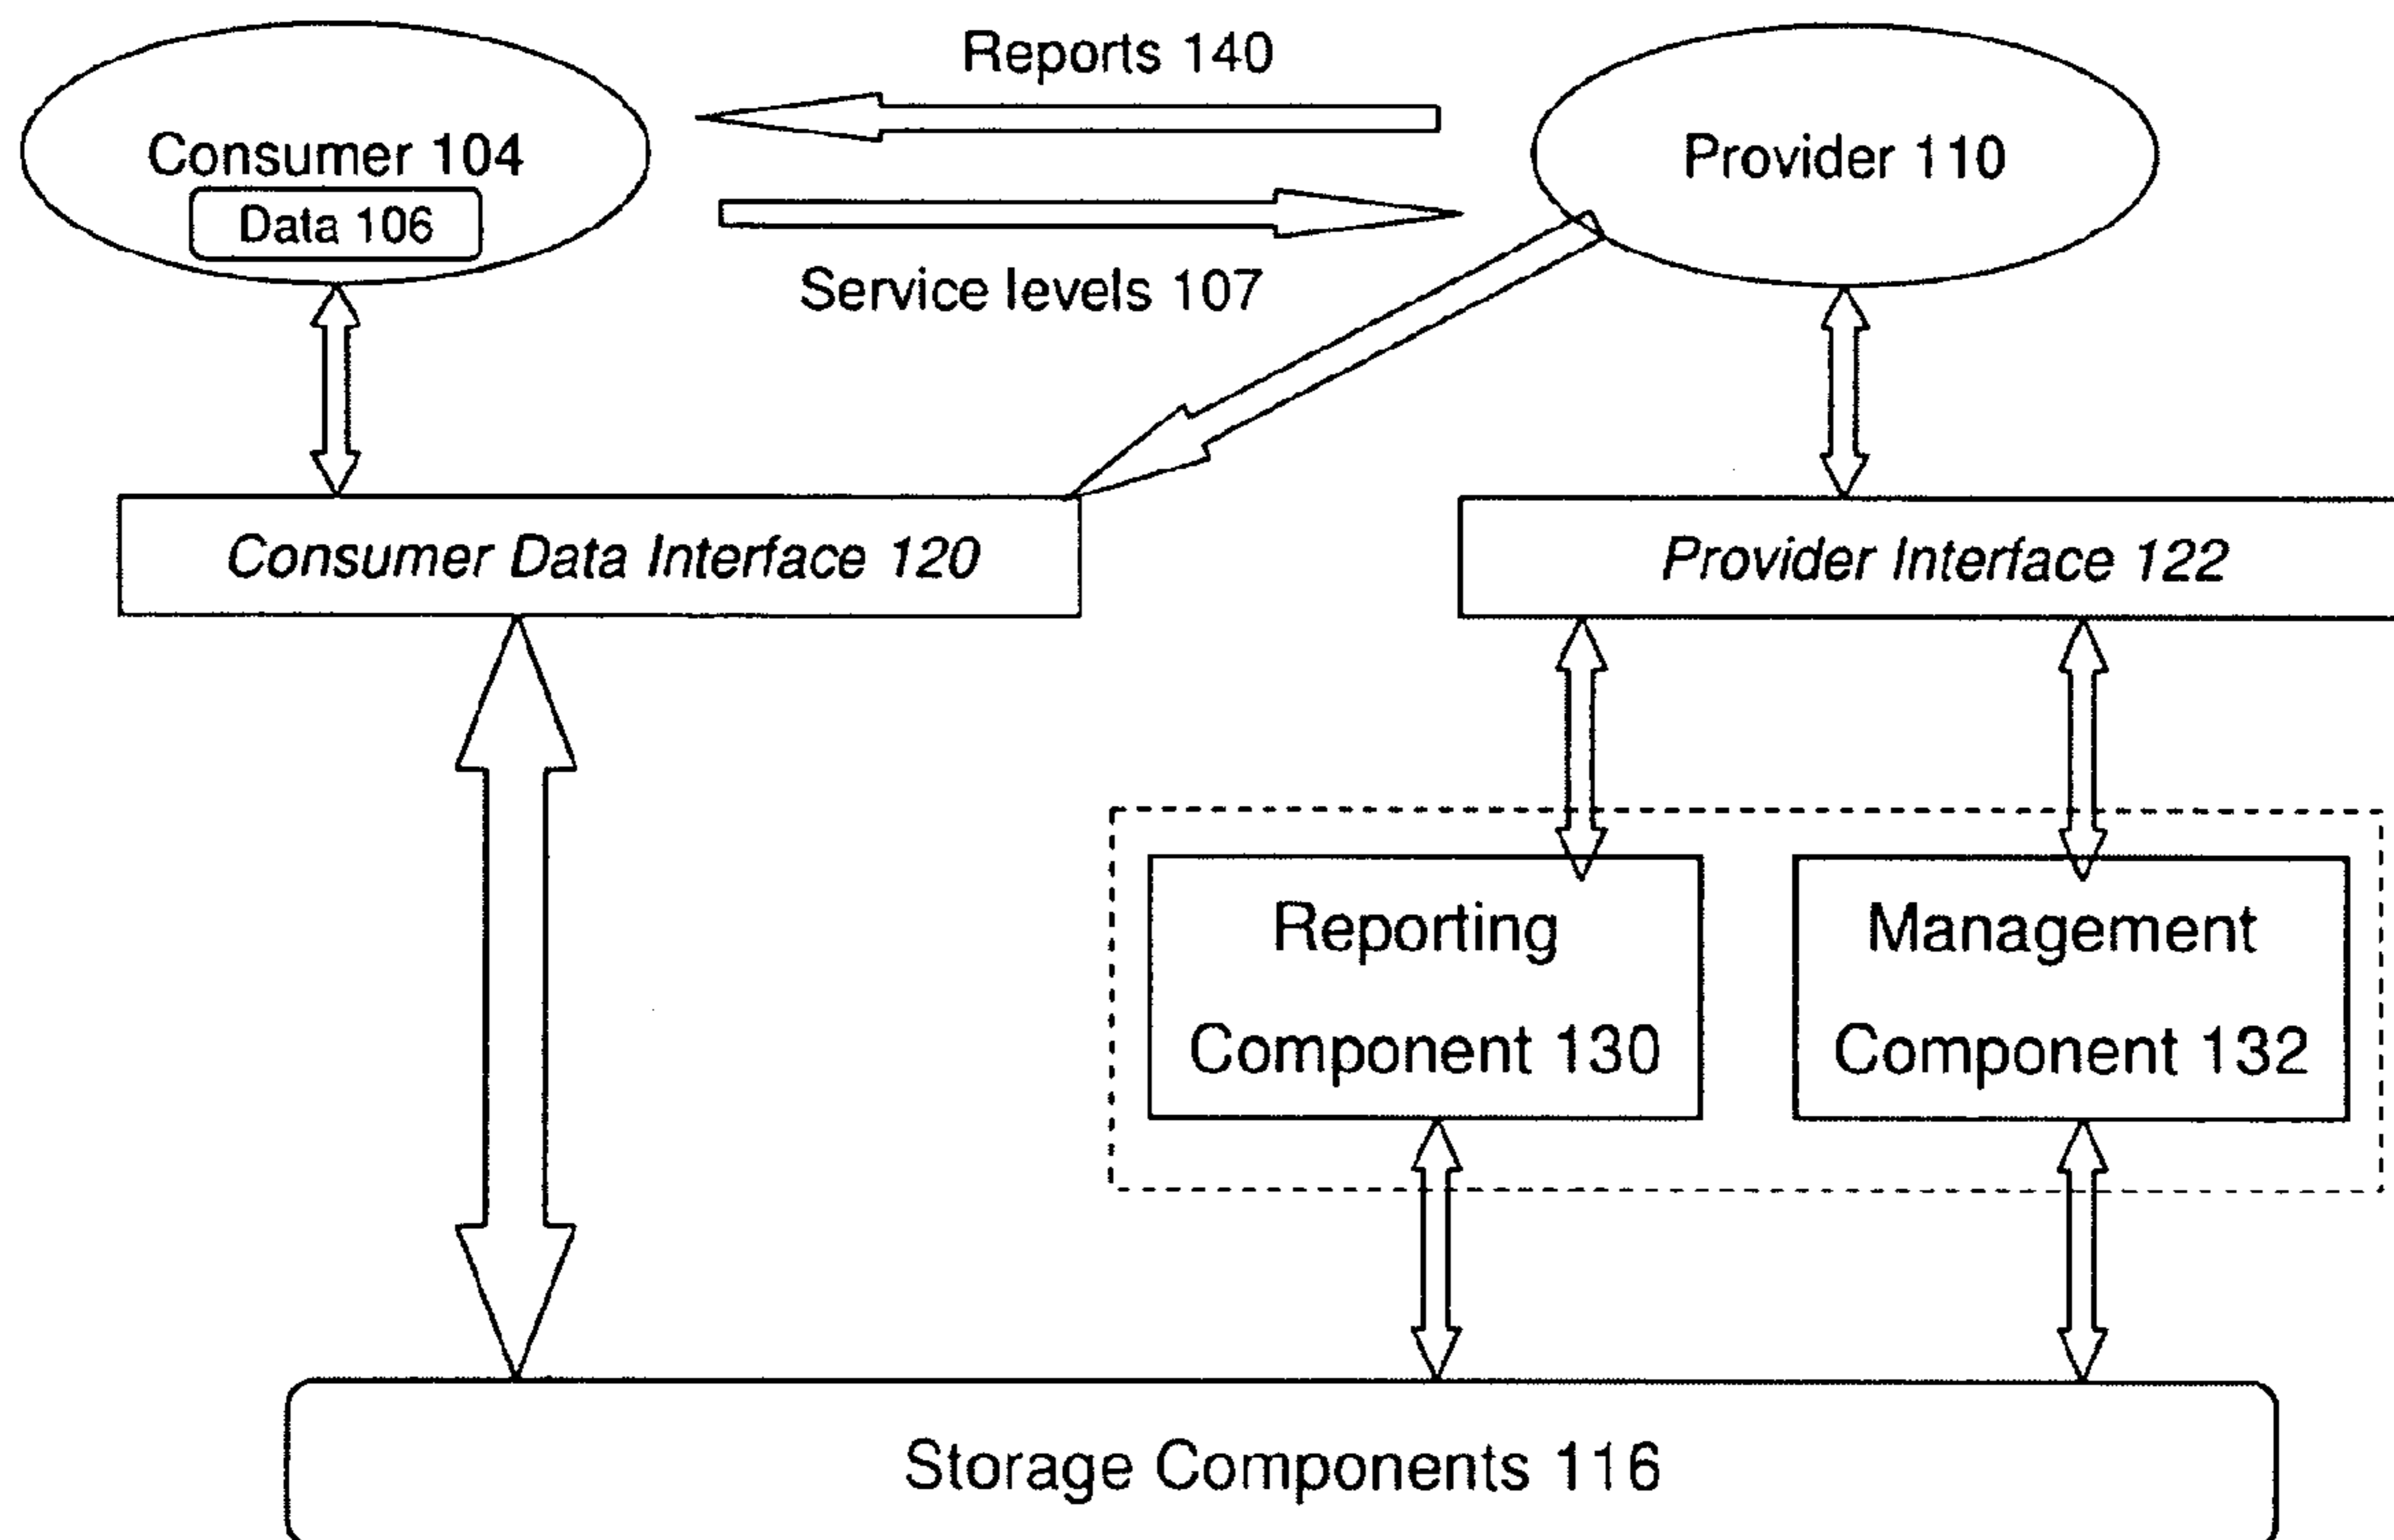 Reports 140
Consumer 104
Provider 110
Data 106
Service levels 107
Consumer Data Interface 120
Provider Interface 122
Reporting
Component 130
Management
Component 132
Storage Components 116